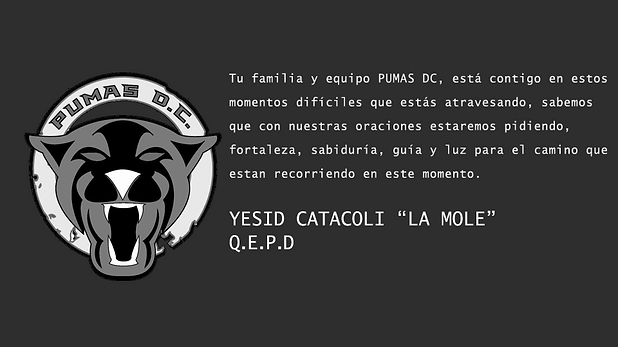 PUMAS D.C.
Tu familia y equipo PUMAS DC, está contigo en estos
momentos difíciles que estás atravesando, sabemos
que con nuestras oraciones estaremos pidiendo,
fortaleza, sabiduría, guía y luz para el camino que
estan recorriendo en este momento.
YESID CATACOLI “LA MOLE”
Q.E.P.D